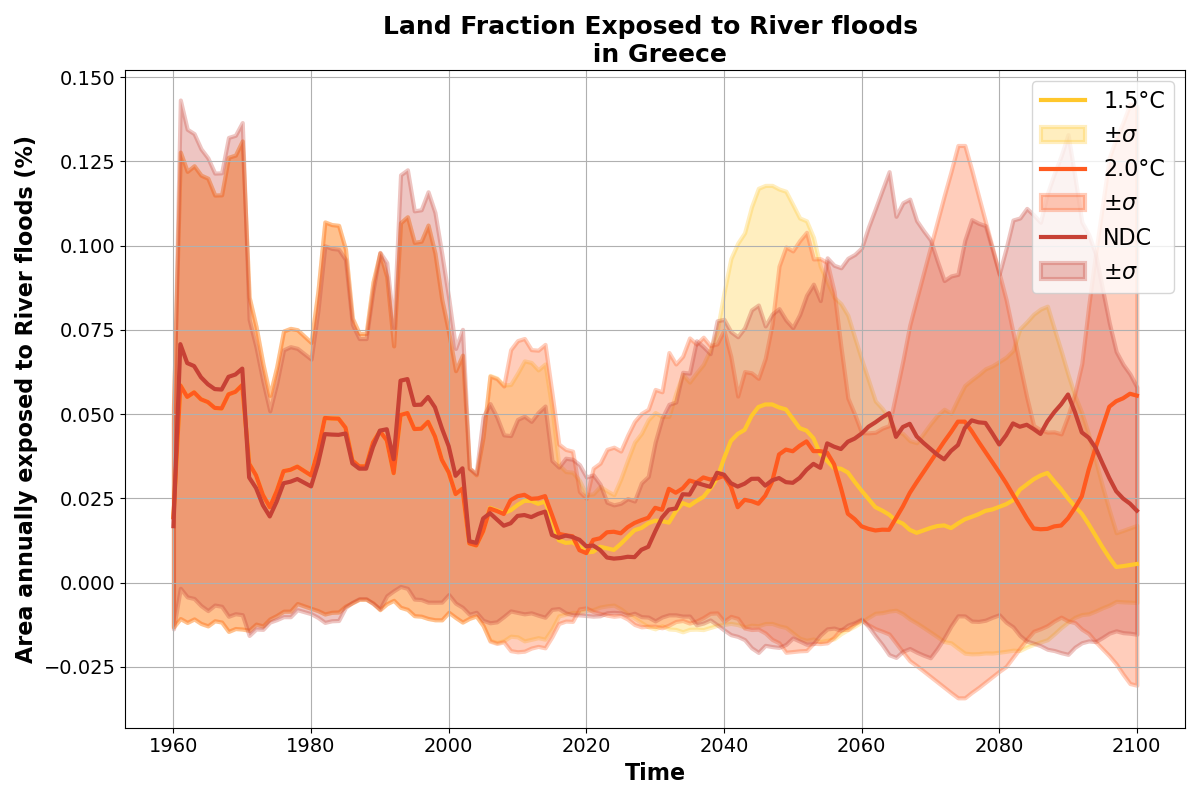 Land Fraction Exposed to River floods
in Greece
Area annually exposed to River floods (%)
0.150
0.125
0.100
0.075
0.050
0.025
0.000
−0.025
1.5°C
±σ
2.0°C
±σ
NDC
±σ
1960 1980 2000 2020 2040 2060 2080 2100
Time